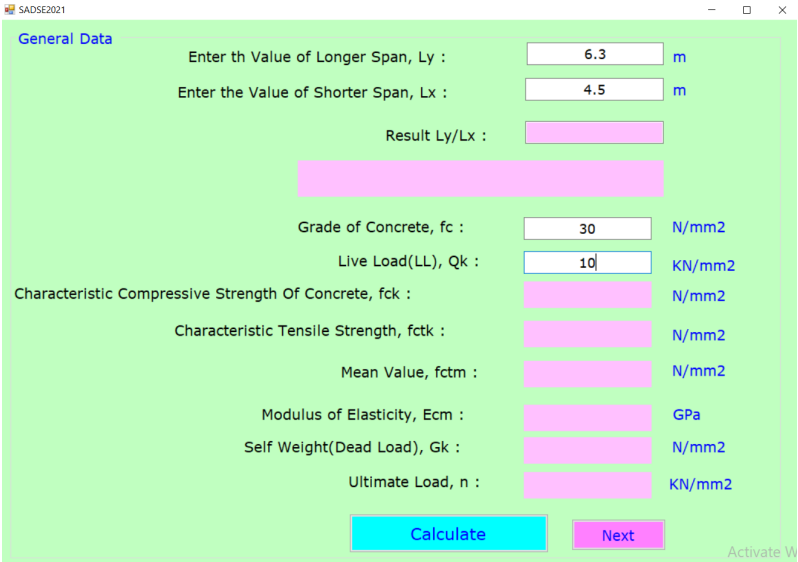 SADSE2021
General Data
Enter th Value of Longer Span, Ly : 6.3 m
Enter the Value of Shorter Span, Lx : 4.5 m
Result Ly/Lx :
Grade of Concrete, fc : 30 N/mm2
Live Load(LL), Qk : 10 KN/mm2
Characteristic Compressive Strength Of Concrete, fck : N/mm2
Characteristic Tensile Strength, fctk : N/mm2
Mean Value, fctm : N/mm2
Modulus of Elasticity, Ecm : GPa
Self Weight(Dead Load), Gk : N/mm2
Ultimate Load, n : KN/mm2
Calculate Next
Activate W